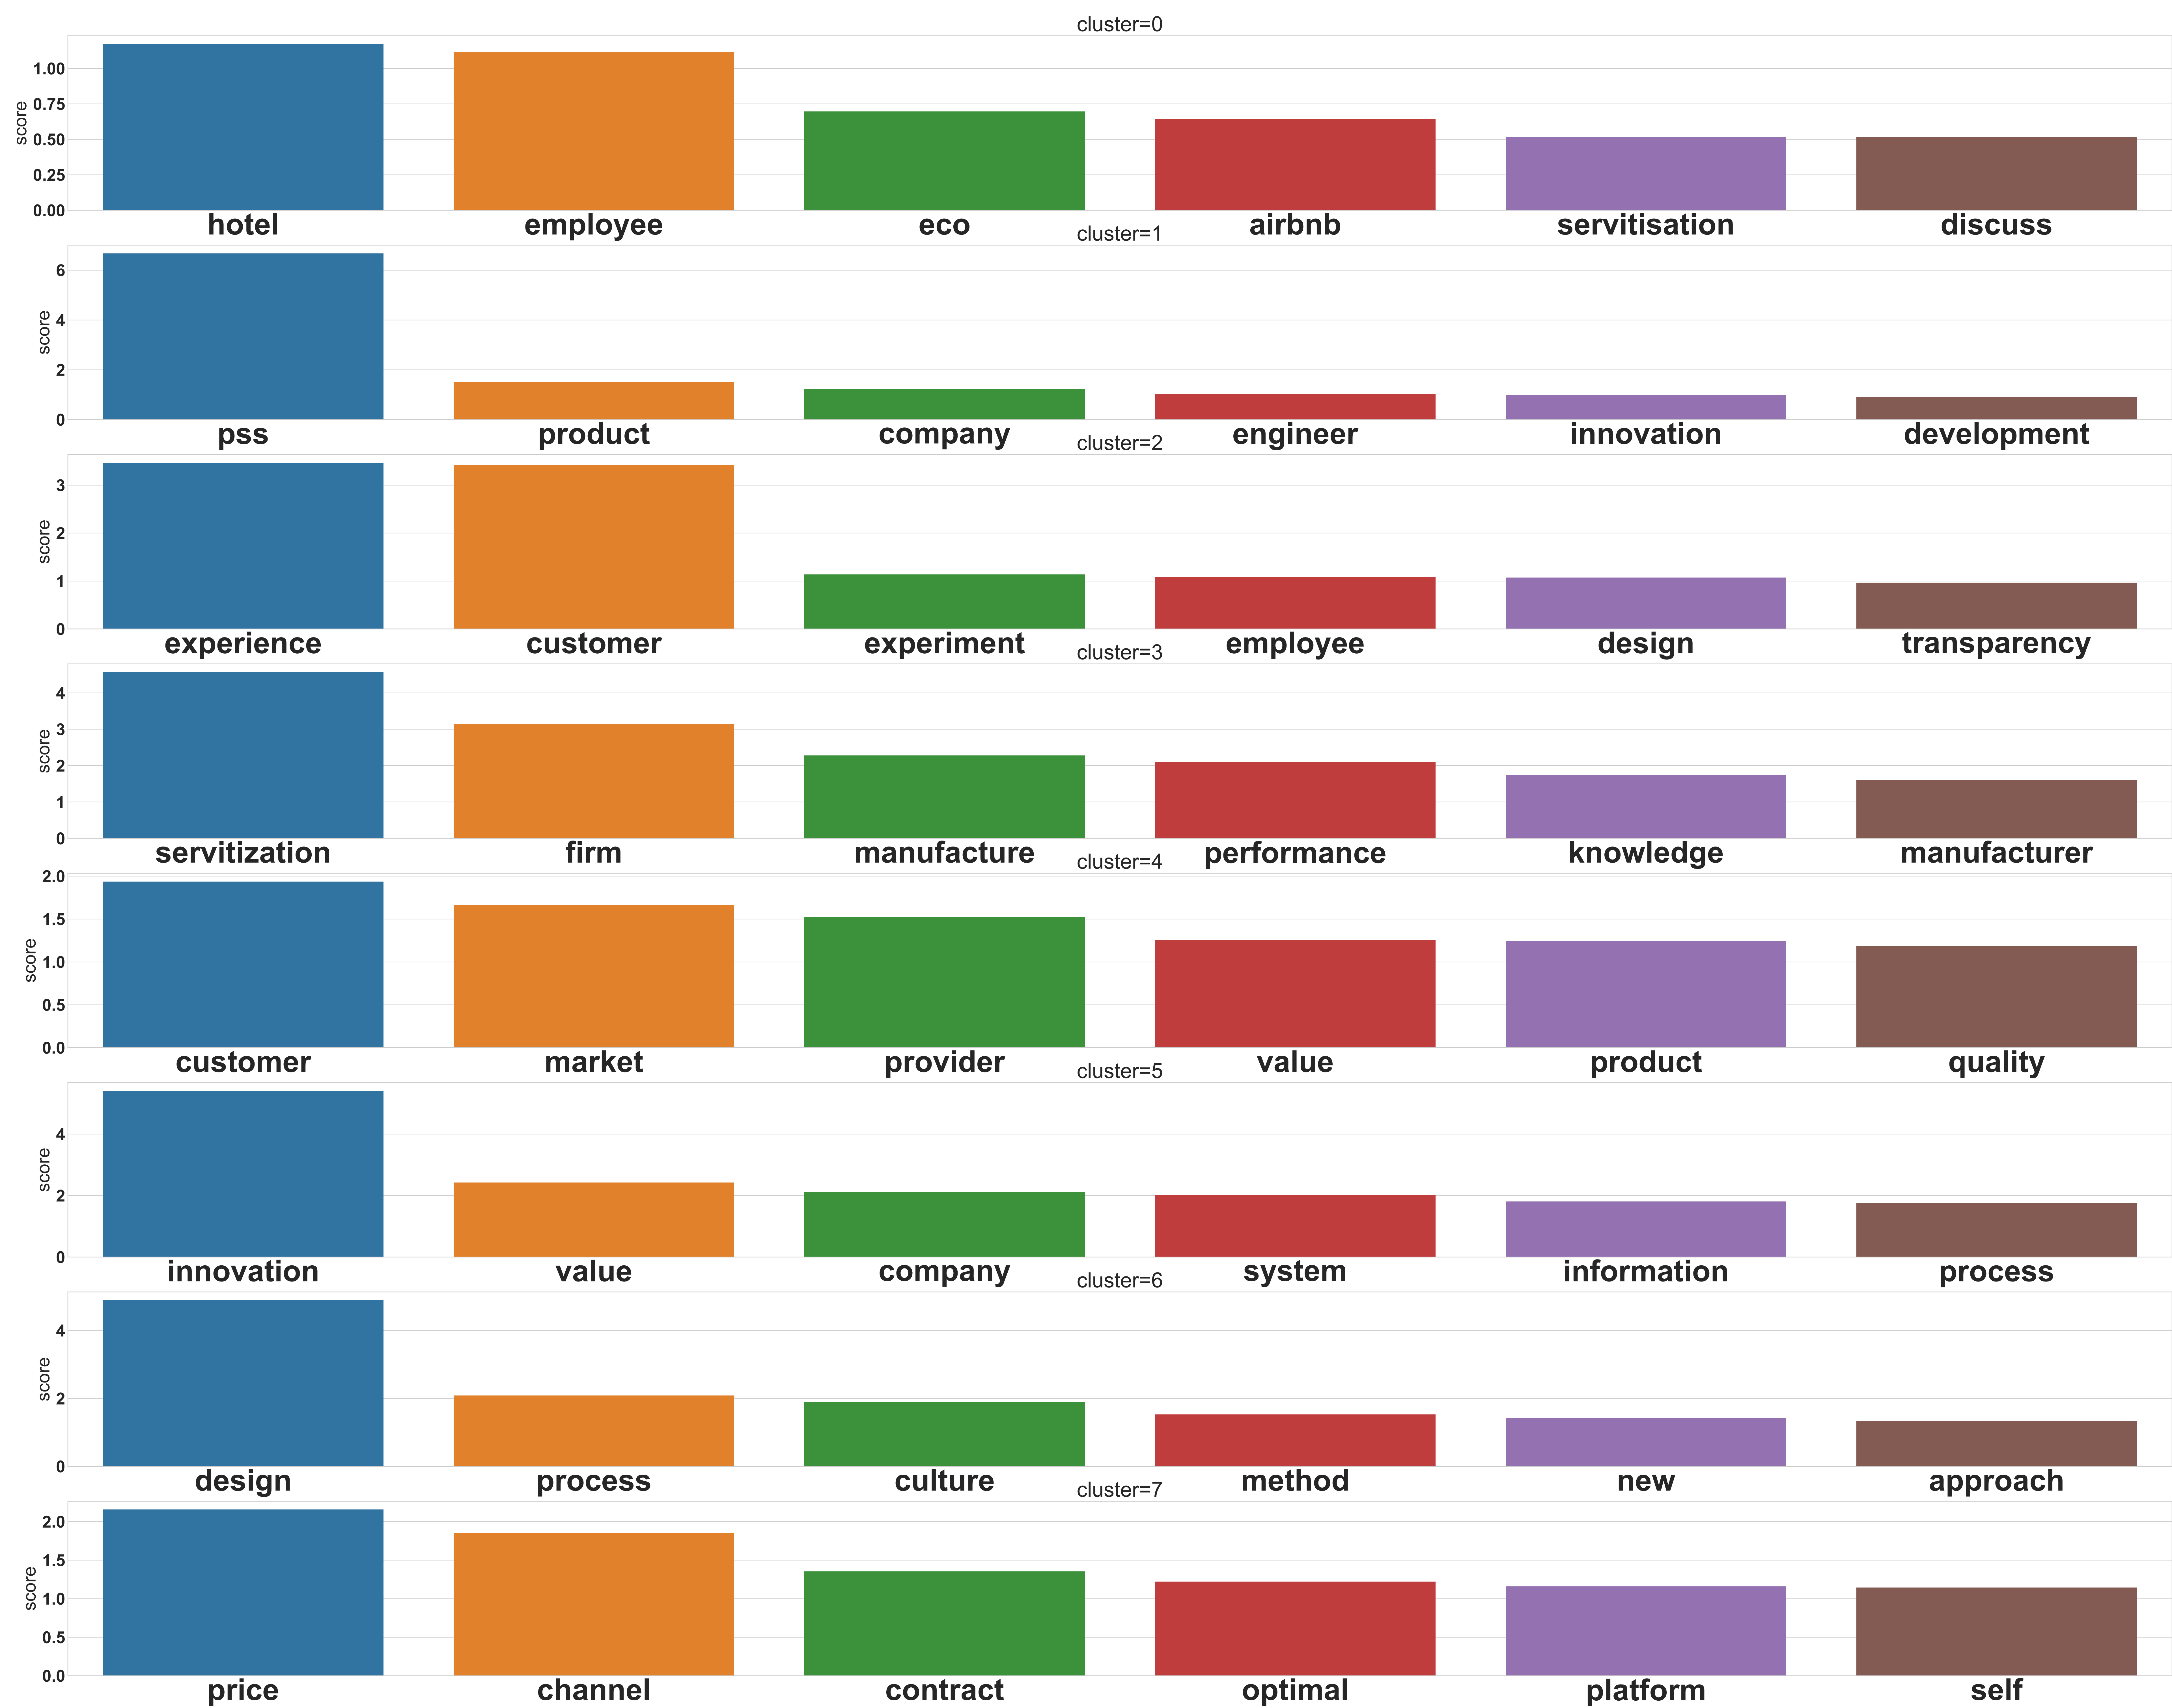 cluster=0
score
1.00
0.75
0.50
0.25
0.00
hotel employee eco airbnb servitisation discuss
cluster=1
score
6
4
2
0
pss product company engineer innovation development
cluster=2
score
3
2
1
0
experience customer experiment employee design transparency
cluster=3
score
4
3
2
1
0
servitization firm manufacture performance knowledge manufacturer
cluster=4
score
2.0
1.5
1.0
0.5
0.0
customer market provider value product quality
cluster=5
score
4
2
0
innovation value company system information process
cluster=6
score
4
2
0
design process culture method new approach
cluster=7
score
2.0
1.5
1.0
0.5
0.0
price channel contract optimal platform self